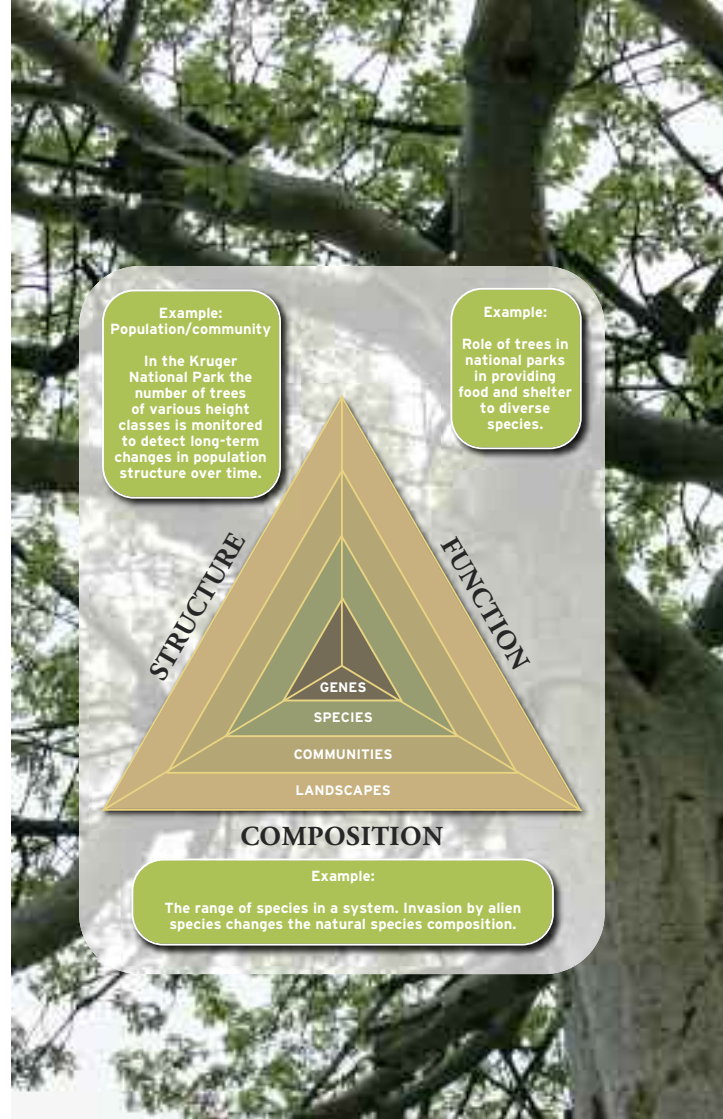 Example:
Population/community
In the Kruger
National Park the
number of trees
of various height
classes is monitored
to detect long-term
changes in population
structure over time.
Example:
Role of trees in
national parks
in providing
food and shelter
to diverse
species.
STRUCTURE
FUNCTION
GENES
SPECIES
COMMUNITIES
LANDSCAPES
COMPOSITION
Example:
The range of species in a system. Invasion by alien
species changes the natural species composition.